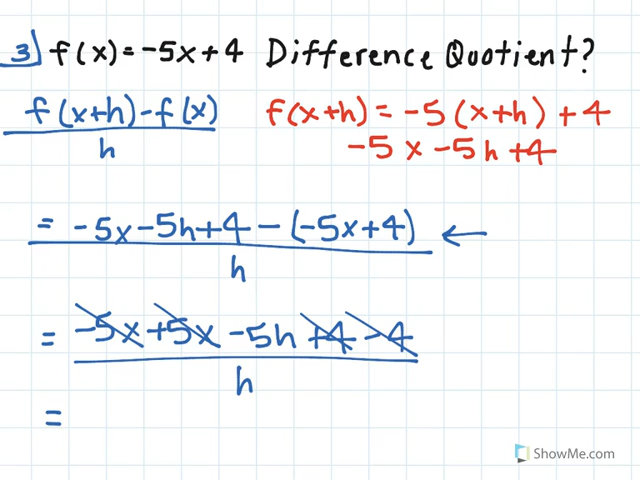 3 f(x) = -5x + 4 Difference Quotient?
f(x+h) - f(x) f(x+h) = -5(x+h) + 4
h -5x - 5h + 4
= -5x - 5h + 4 - (-5x + 4) ←
h
= -5x + 5x - 5h + 4 - 4
h
=
ShowMe.com